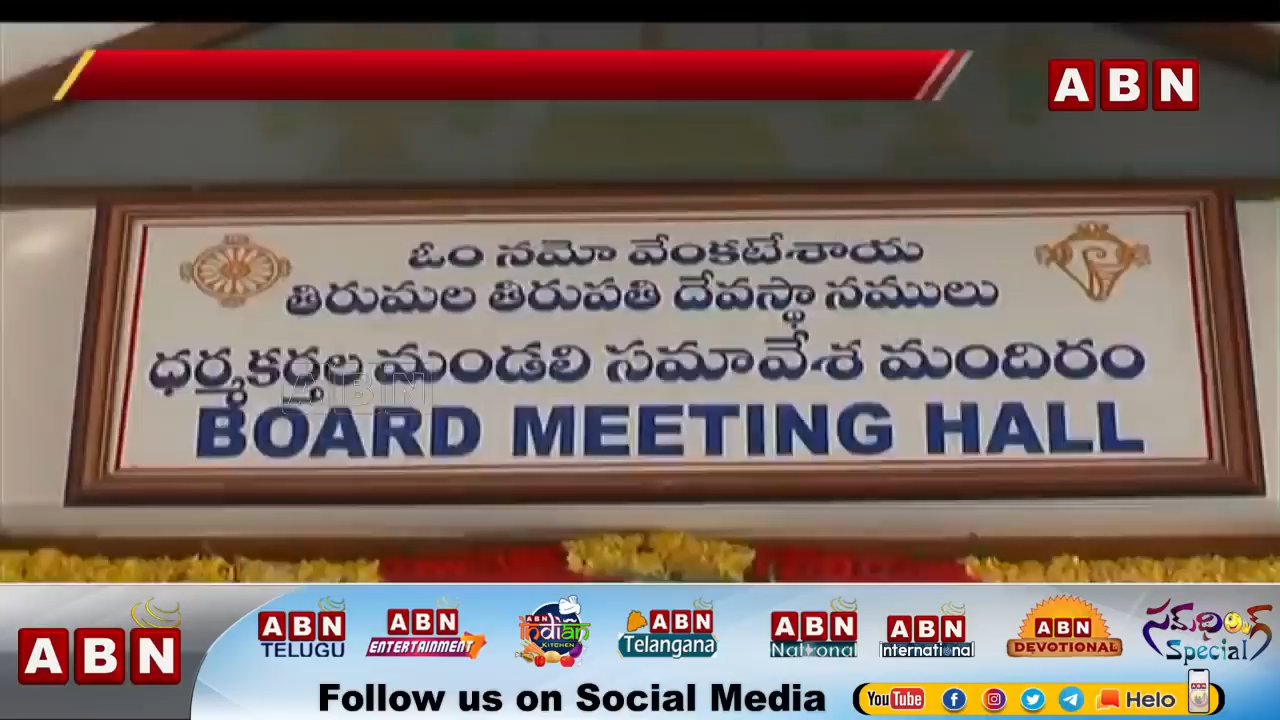 ABN
ఓం నమో వేంకటేశాయ
తిరుమల తిరుపతి దేవస్థానములు
ధర్మకర్తల మండలి సమావేశ మందిరం
ABN
BOARD MEETING HALL
ABN
ABN TELUGU
ABN ENTERTAINMENT
ABN Indian KITCHEN
ABN Telangana
ABN National
ABN International
ABN DEVOTIONAL
సమ్‌థింగ్ Special
Follow us on Social Media
YouTube
Helo